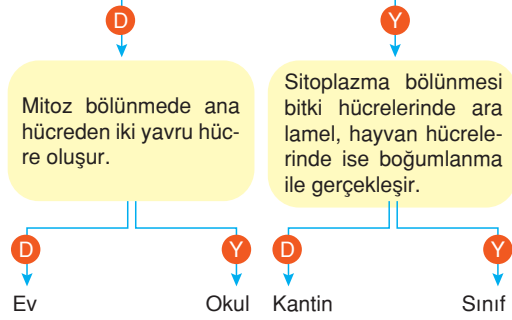 D
Y
Mitoz bölünmede ana
hücreden iki yavru hüc-
re oluşur.
Sitoplazma bölünmesi
bitki hücrelerinde ara
lamel, hayvan hücrele-
rinde ise boğumlanma
ile gerçekleşir.
D
Y
D
Y
Ev
Okul
Kantin
Sınıf